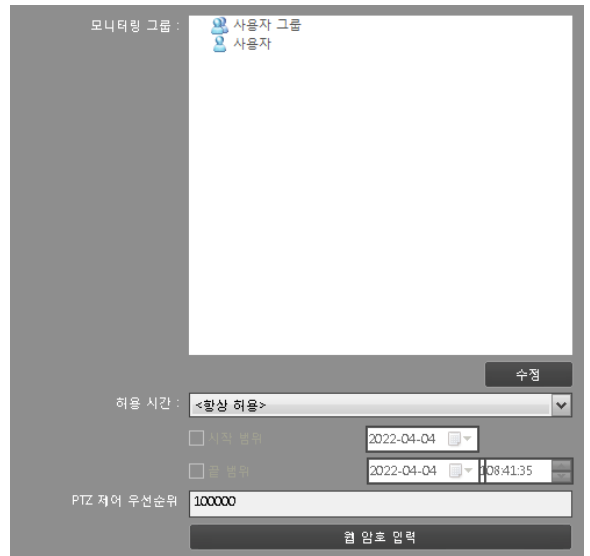 모니터링 그룹 : 사용자 그룹
사용자
수정
허용 시간 : <항상 허용>
시작 범위 2022-04-04
끝 범위 2022-04-04 08:41:35
PTZ 제어 우선순위 100000
웹 암호 입력